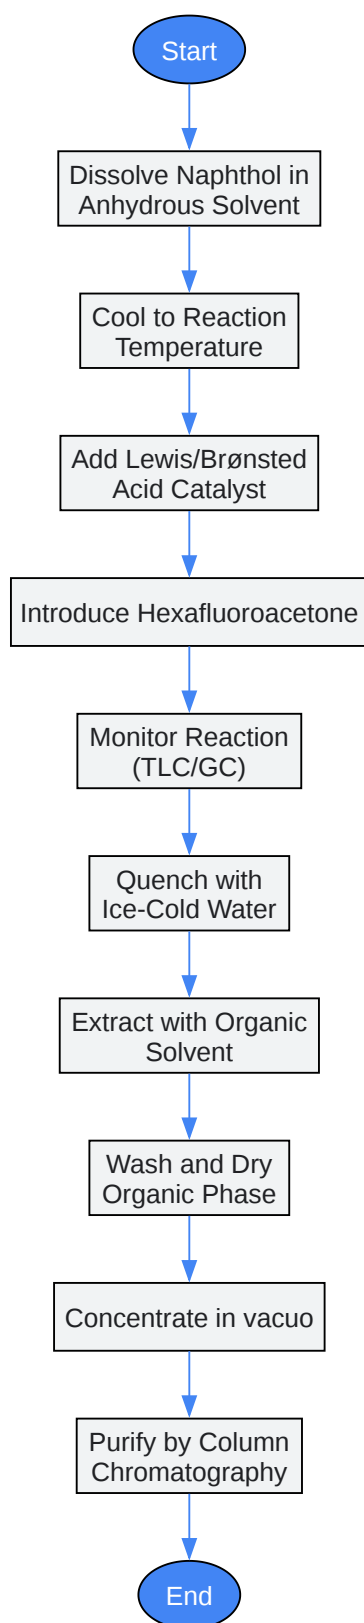 Start
Dissolve Naphthol in
Anhydrous Solvent
Cool to Reaction
Temperature
Add Lewis/Brønsted
Acid Catalyst
Introduce Hexafluoroacetone
Monitor Reaction
(TLC/GC)
Quench with
Ice-Cold Water
Extract with Organic
Solvent
Wash and Dry
Organic Phase
Concentrate in vacuo
Purify by Column
Chromatography
End